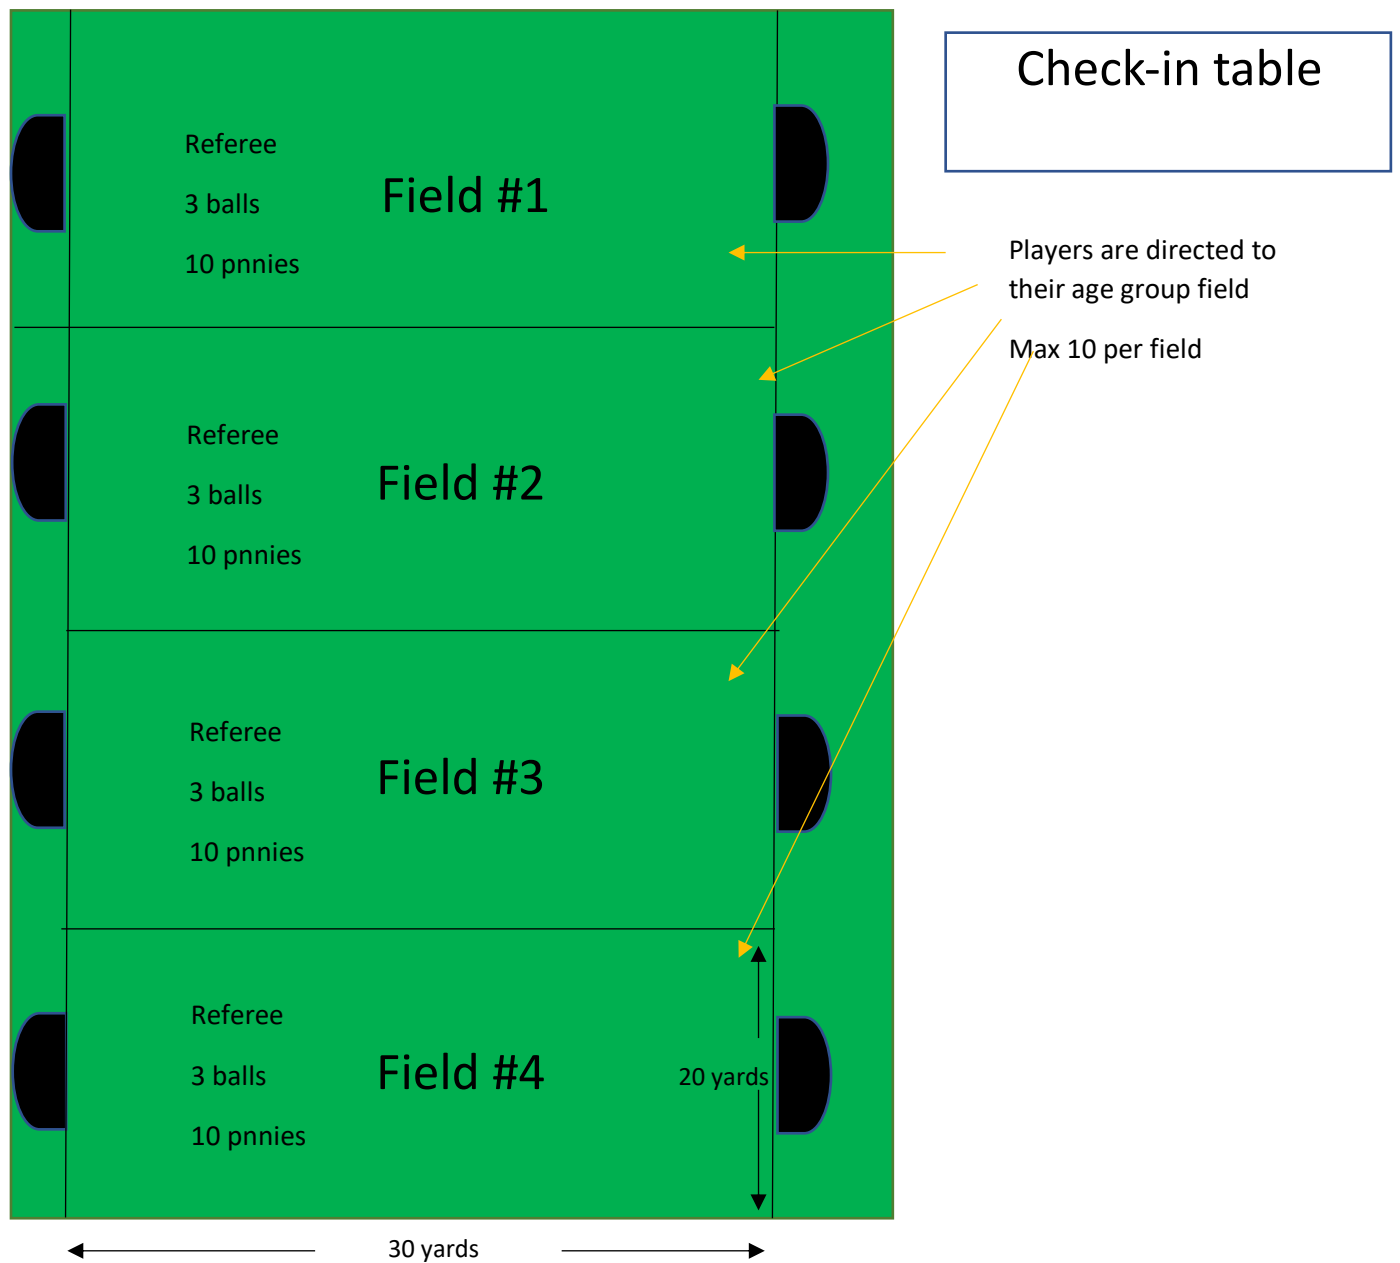 Check-in table
Referee
3 balls
10 pnnies
Field #1
Players are directed to
their age group field
Max 10 per field
Referee
3 balls
10 pnnies
Field #2
Referee
3 balls
10 pnnies
Field #3
Referee
3 balls
10 pnnies
Field #4
20 yards
30 yards